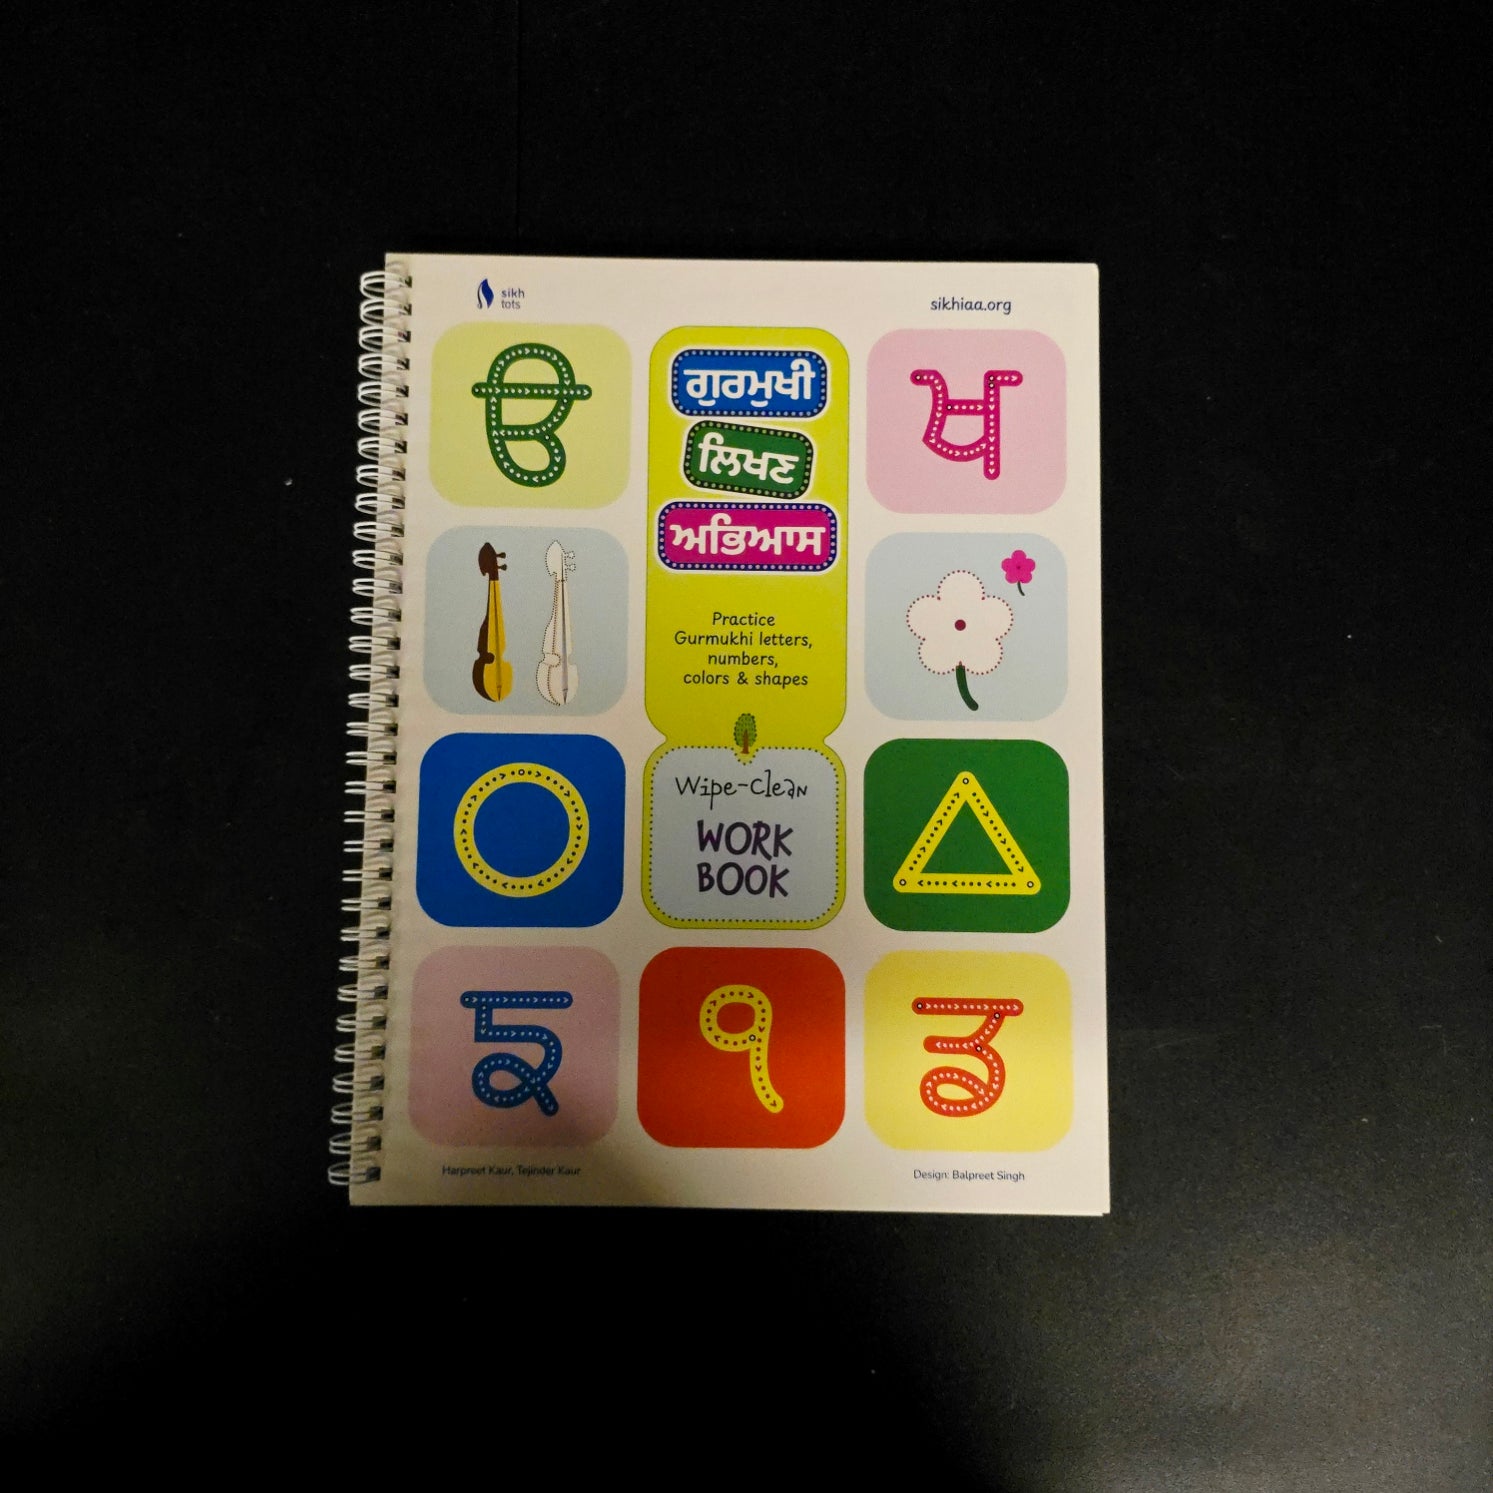 sikh
tots
sikhiaa.org
ੳ
ਗੁਰਮੁਖੀ
ਲਿਖਣ
ਅਭਿਆਸ
ਖ
Practice
Gurmukhi letters,
numbers,
colors & shapes
Wipe-Clean
WORK
BOOK
ਫ਼
੧
ੜ
Harpreet Kaur, Tejinder Kaur
Design: Balpreet Singh